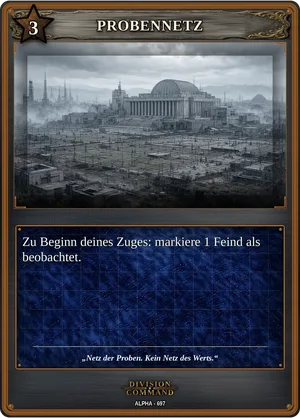 3
PROBENNETZ
Zu Beginn deines Zuges: markiere 1 Feind als
beobachtet.
„Netz der Proben. Kein Netz des Werts.“
DIVISION
COMMAND
ALPHA - 697